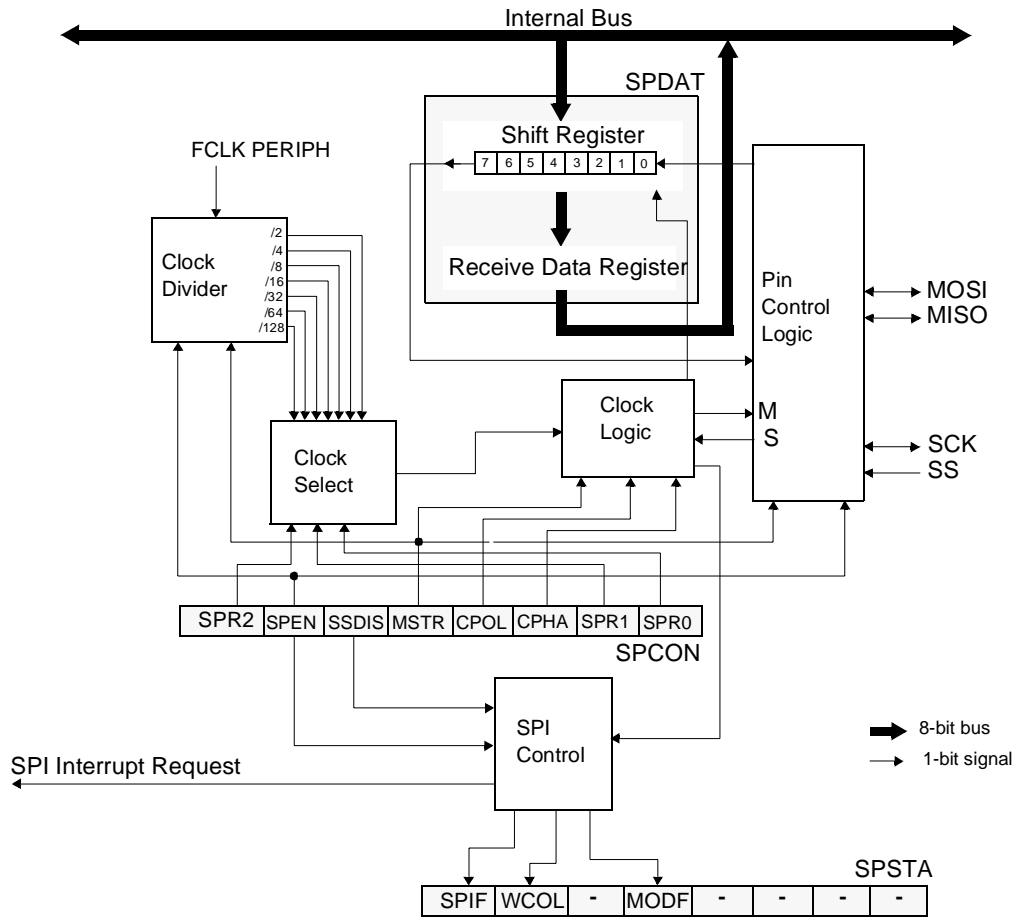 Internal Bus
SPDAT
Shift Register
7 6 5 4 3 2 1 0
FCLK PERIPH
Clock
Divider
/2
/4
/8
/16
/32
/64
/128
Receive Data Register
Pin
Control
Logic
MOSI
MISO
Clock
Logic
M
S
SCK
SS
Clock
Select
SPR2 SPEN SSDIS MSTR CPOL CPHA SPR1 SPR0
SPCON
SPI
Control
8-bit bus
1-bit signal
SPI Interrupt Request
SPSTA
SPIF WCOL - MODF - - - -